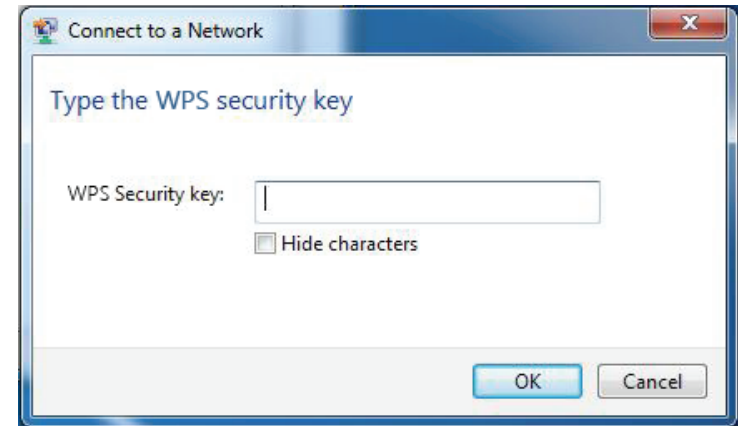 Connect to a Network
Type the WPS security key
WPS Security key:
Hide characters
OK Cancel